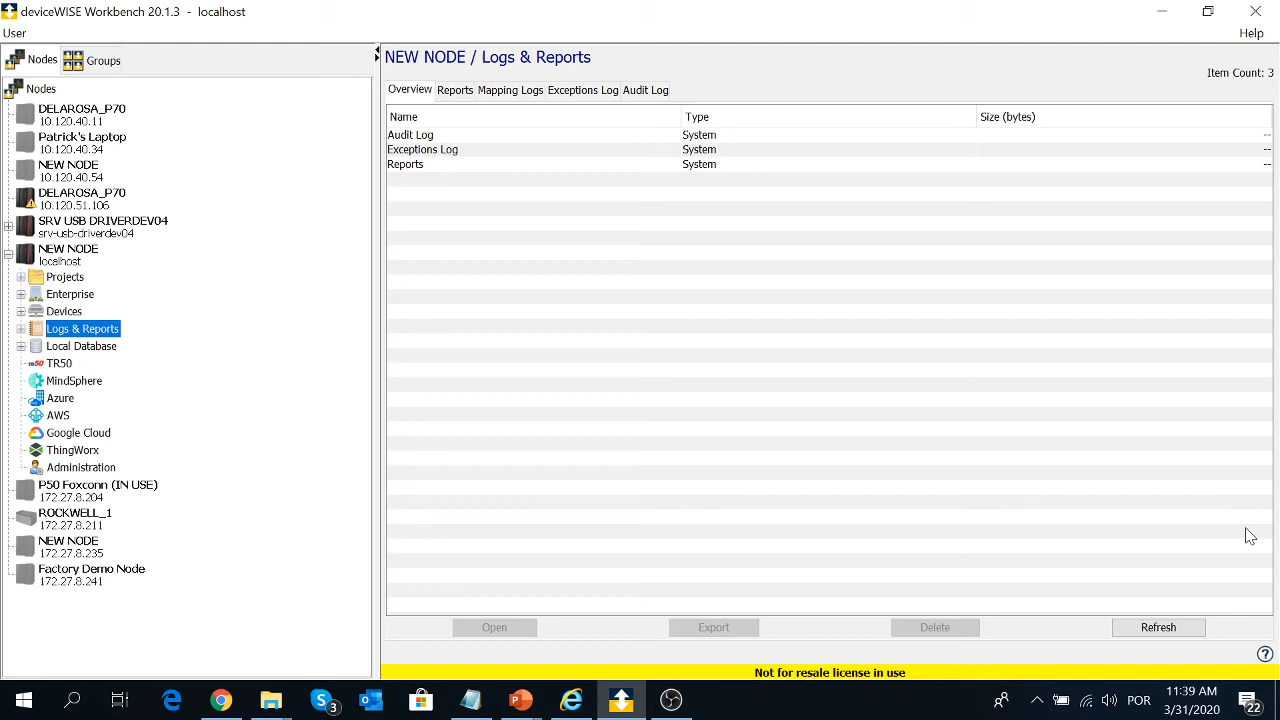 deviceWISE Workbench 20.1.3 - localhost
User
Help
Nodes
Groups
NEW NODE / Logs & Reports
Item Count: 3
Nodes
Overview Reports Mapping Logs Exceptions Log Audit Log
DELAROSA_P70
10.120.40.11
Patrick's Laptop
10.120.40.34
NEW NODE
10.120.40.54
DELAROSA_P70
10.120.51.106
SRV USB DRIVERDEV04
srv-usb-driverdev04
NEW NODE
localhost
Projects
Enterprise
Devices
Logs & Reports
Local Database
TR50 TR50
MindSphere
Azure
AWS
Google Cloud
ThingWorx
Administration
P50 Foxconn (IN USE)
172.27.8.204
ROCKWELL_1
172.27.8.211
NEW NODE
172.27.8.235
Factory Demo Node
172.27.8.241
Name Type Size (bytes)
Audit Log System --
Exceptions Log System --
Reports System --
Open Export Delete Refresh
?
Not for resale license in use
3
POR
11:39 AM
3/31/2020
22